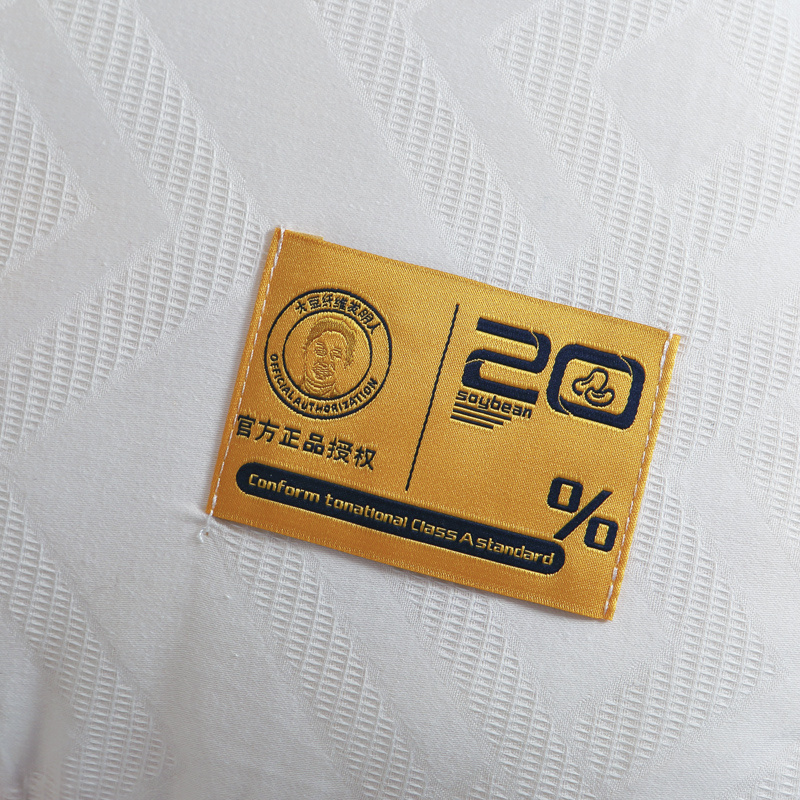 大豆纤维发明人
OFFICIAL AUTHORIZATION
官方正品授权
20
soybean
%
Conform tonational Class A standard